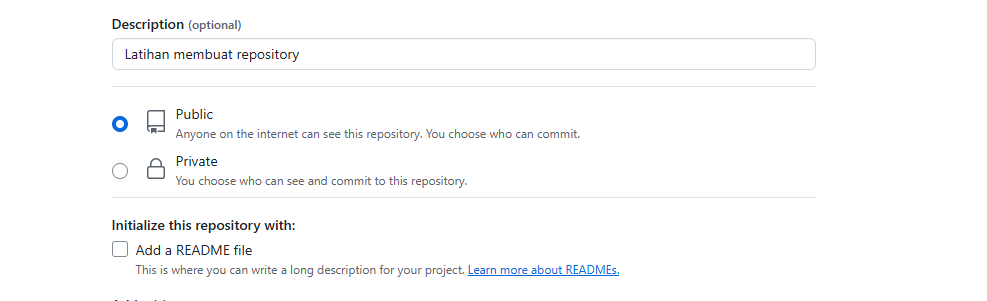 Description (optional)
Latihan membuat repository
Public
Anyone on the internet can see this repository. You choose who can commit.
Private
You choose who can see and commit to this repository.
Initialize this repository with:
Add a README file
This is where you can write a long description for your project. Learn more about READMEs.